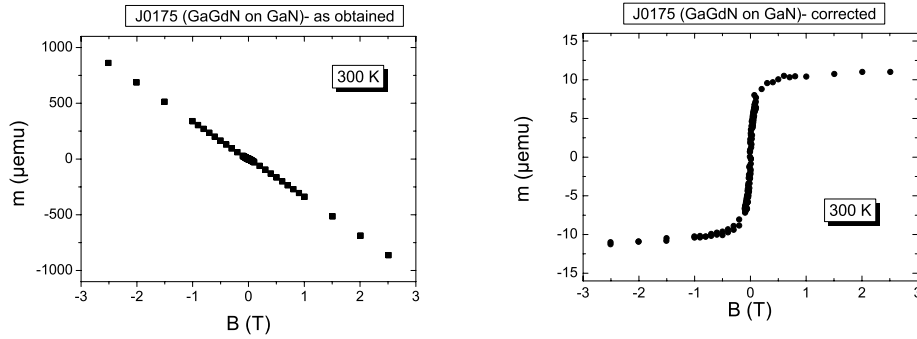 J0175 (GaGdN on GaN)- as obtained
1000
500
0
-500
-1000
m (µemu)
300 K
-3 -2 -1 0 1 2 3
B (T)
J0175 (GaGdN on GaN)- corrected
15
10
5
0
-5
-10
-15
m (µemu)
300 K
-3 -2 -1 0 1 2 3
B (T)